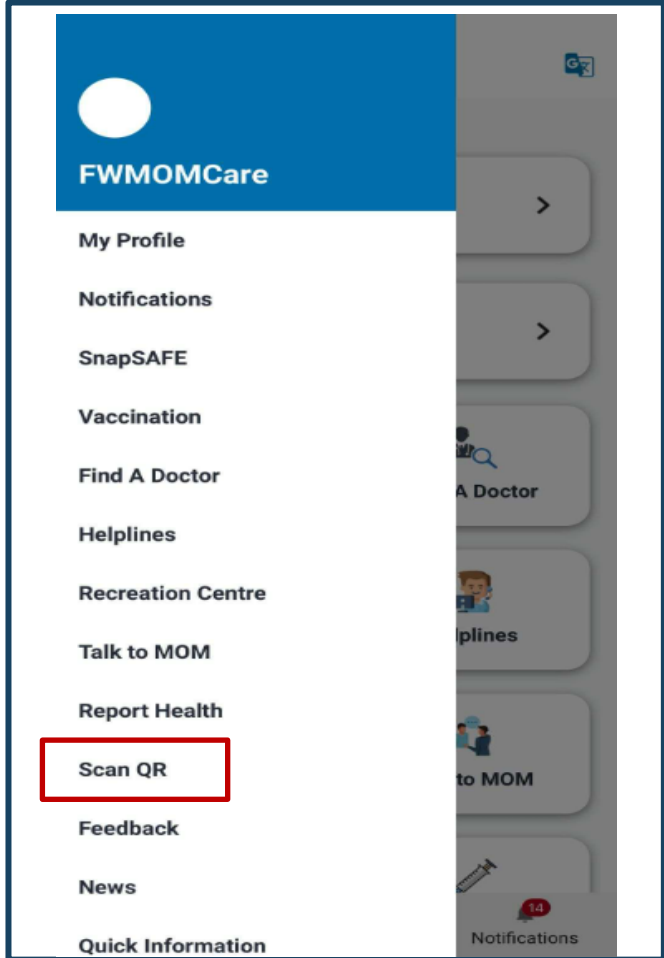 FWMOMCare
My Profile
Notifications
SnapSAFE
Vaccination
Find A Doctor
Helplines
Recreation Centre
Talk to MOM
Report Health
Scan QR
Feedback
News
Quick Information
A Doctor
lplines
to MOM
14
Notifications